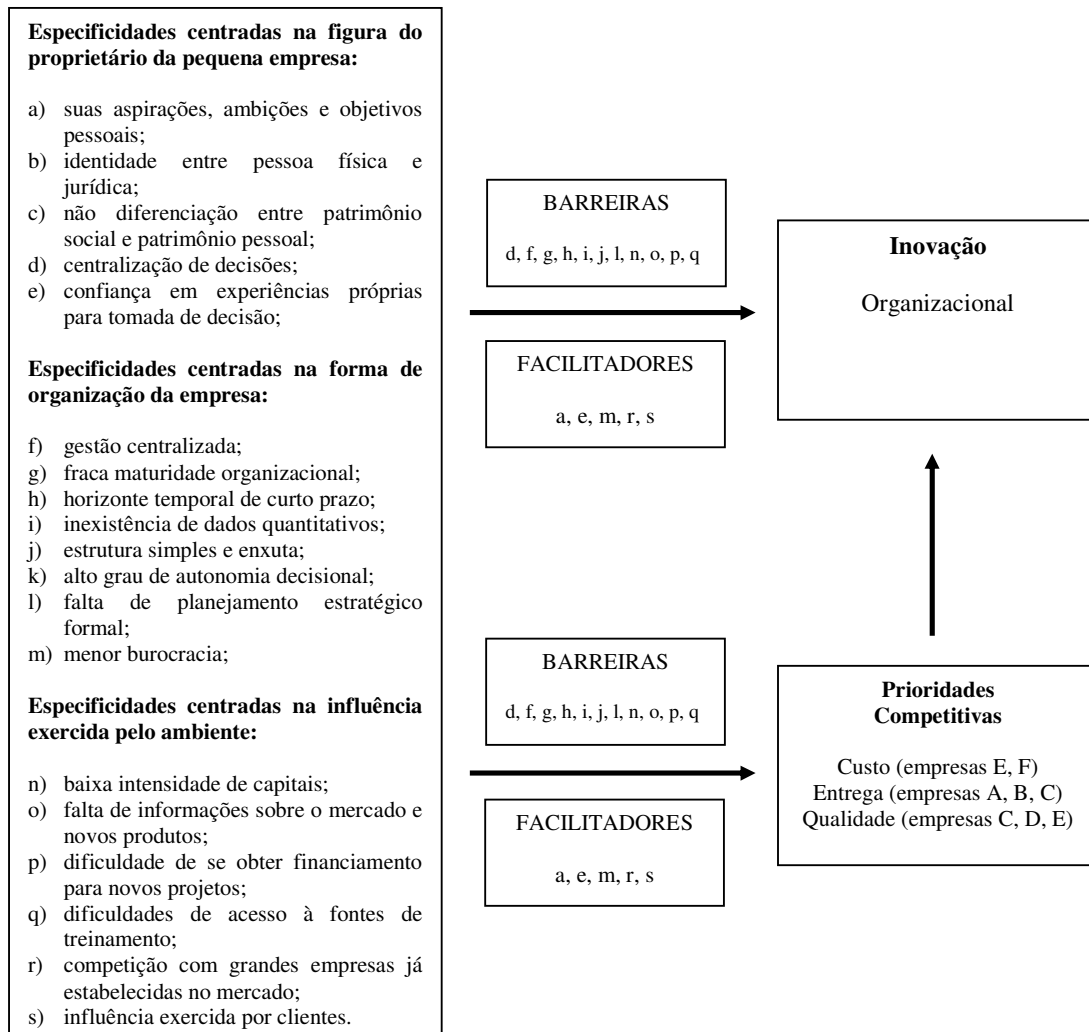 Especificidades centradas na figura do
proprietário da pequena empresa:
a) suas aspirações, ambições e objetivos
pessoais;
b) identidade entre pessoa física e
jurídica;
c) não diferenciação entre patrimônio
social e patrimônio pessoal;
d) centralização de decisões;
e) confiança em experiências próprias
para tomada de decisão;
Especificidades centradas na forma de
organização da empresa:
f) gestão centralizada;
g) fraca maturidade organizacional;
h) horizonte temporal de curto prazo;
i) inexistência de dados quantitativos;
j) estrutura simples e enxuta;
k) alto grau de autonomia decisional;
l) falta de planejamento estratégico
formal;
m) menor burocracia;
Especificidades centradas na influência
exercida pelo ambiente:
n) baixa intensidade de capitais;
o) falta de informações sobre o mercado e
novos produtos;
p) dificuldade de se obter financiamento
para novos projetos;
q) dificuldades de acesso à fontes de
treinamento;
r) competição com grandes empresas já
estabelecidas no mercado;
s) influência exercida por clientes.
BARREIRAS
d, f, g, h, i, j, l, n, o, p, q
FACILITADORES
a, e, m, r, s
Inovação
Organizacional
BARREIRAS
d, f, g, h, i, j, l, n, o, p, q
FACILITADORES
a, e, m, r, s
Prioridades
Competitivas
Custo (empresas E, F)
Entrega (empresas A, B, C)
Qualidade (empresas C, D, E)